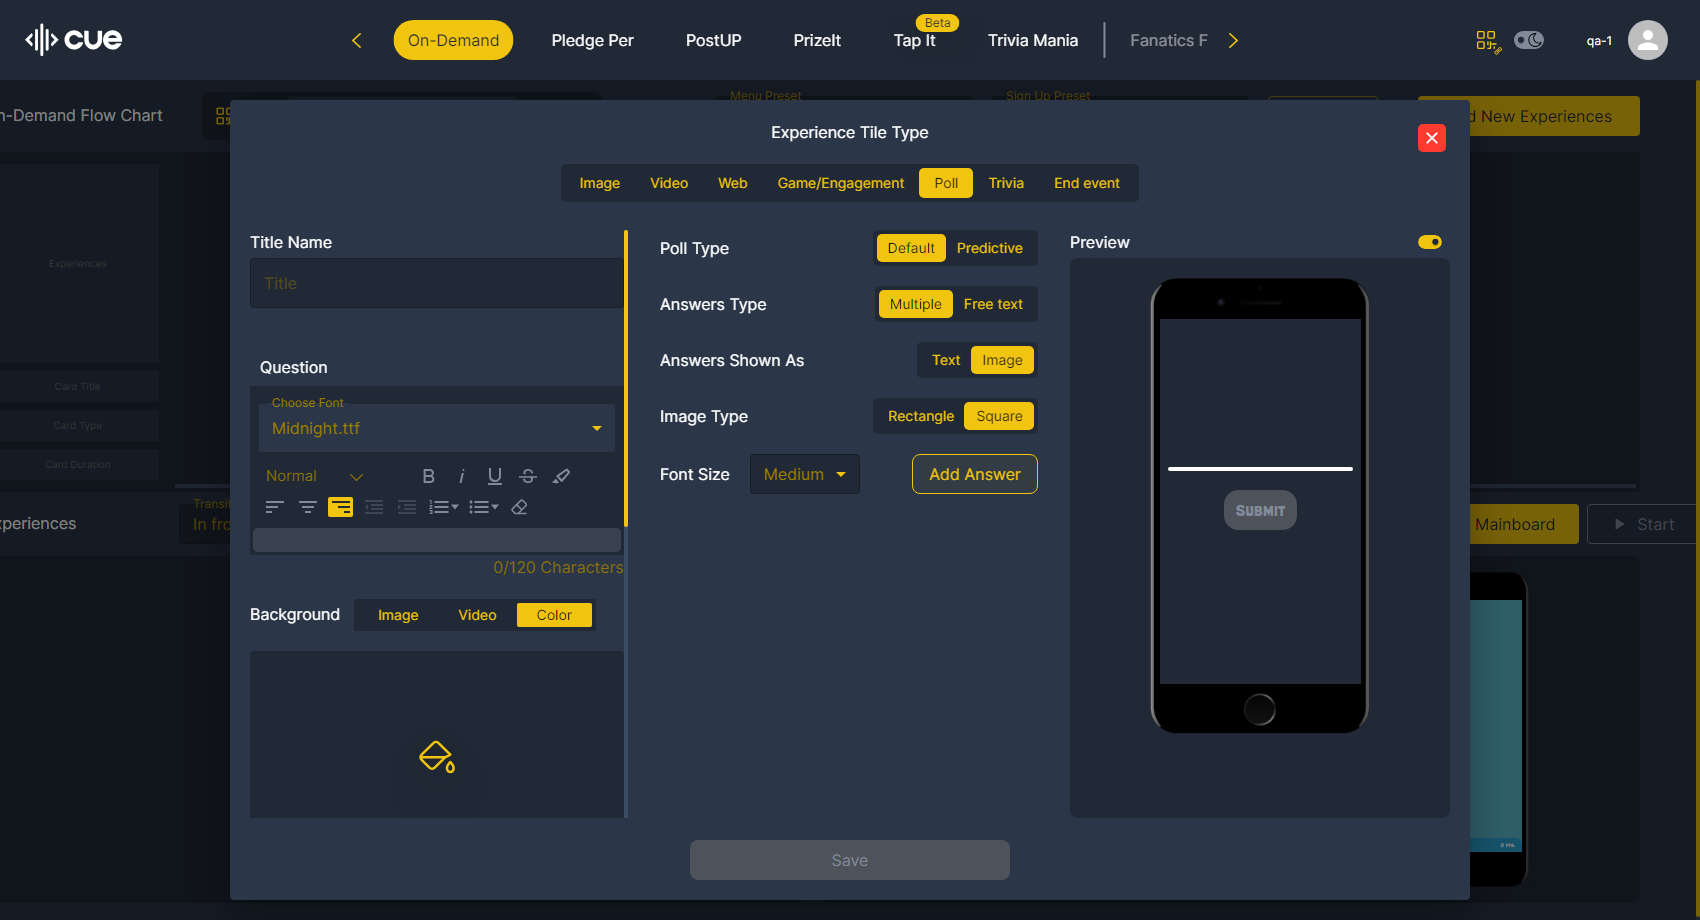 cue
On-Demand
Pledge Per
PostUP
PrizeIt
Beta
Tap It
Trivia Mania
Fanatics F
qa-1
n-Demand Flow Chart
Menu Preset
Sign Up Preset
d New Experiences
Experience Tile Type
Image
Video
Web
Game/Engagement
Poll
Trivia
End event
Experiences
Card Title
Card Type
Card Duration
Title Name
Title
Question
Choose Font
Midnight.ttf
Normal
0/120 Characters
Background
Image
Video
Color
Poll Type
Default
Predictive
Answers Type
Multiple
Free text
Answers Shown As
Text
Image
Image Type
Rectangle
Square
Font Size
Medium
Add Answer
Preview
SUBMIT
periences
Transit
In fro
Mainboard
Start
0 PTS.
Save